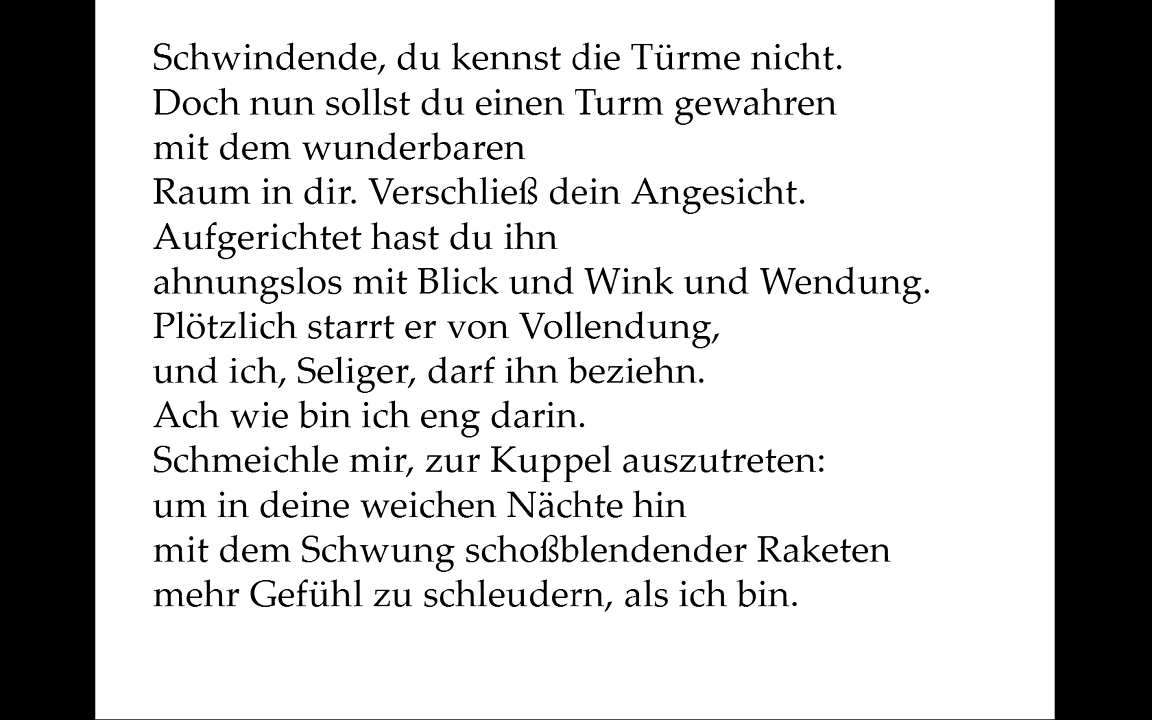 Schwindende, du kennst die Türme nicht.
Doch nun sollst du einen Turm gewahren
mit dem wunderbaren
Raum in dir. Verschließ dein Angesicht.
Aufgerichtet hast du ihn
ahnungslos mit Blick und Wink und Wendung.
Plötzlich starrt er von Vollendung,
und ich, Seliger, darf ihn beziehn.
Ach wie bin ich eng darin.
Schmeichle mir, zur Kuppel auszutreten:
um in deine weichen Nächte hin
mit dem Schwung schoßblendender Raketen
mehr Gefühl zu schleudern, als ich bin.